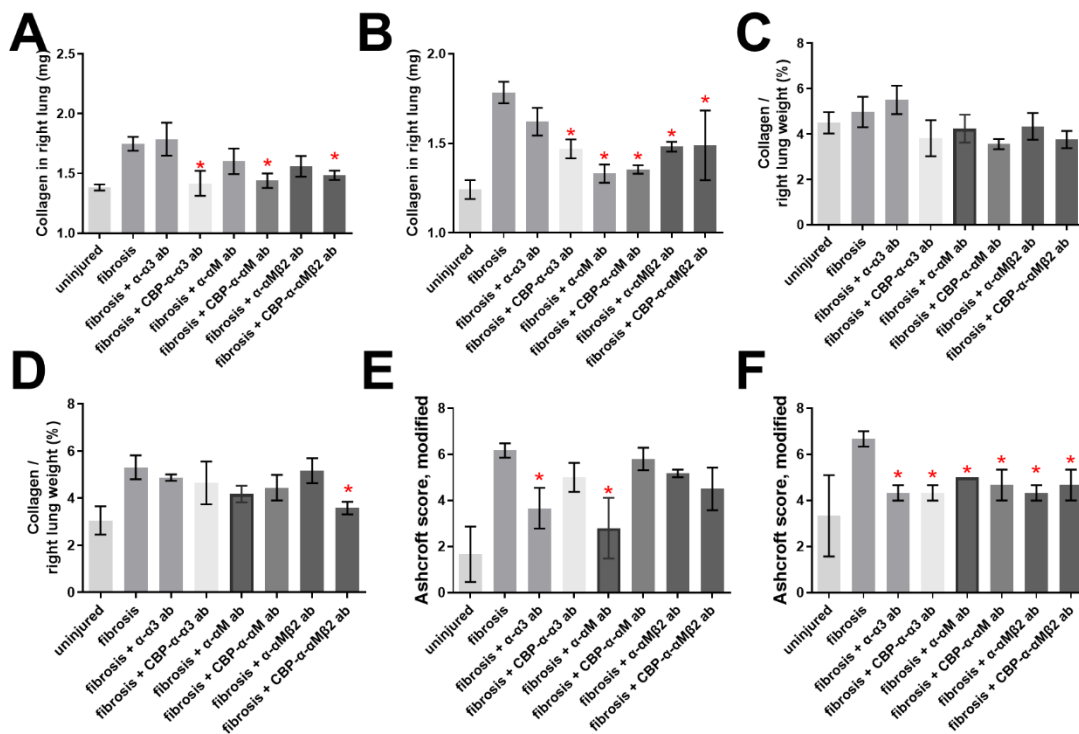 A
Collagen in right lung (mg)
2.5
2.0
1.5
1.0
*
*
*
uninjured
fibrosis
fibrosis + α-α3 ab
fibrosis + CBP-α-α3 ab
fibrosis + α-αM ab
fibrosis + CBP-α-αM ab
fibrosis + α-αMβ2 ab
fibrosis + CBP-α-αMβ2 ab
B
Collagen in right lung (mg)
2.0
1.5
1.0
*
*
*
*
*
uninjured
fibrosis
fibrosis + α-α3 ab
fibrosis + CBP-α-α3 ab
fibrosis + α-αM ab
fibrosis + CBP-α-αM ab
fibrosis + α-αMβ2 ab
fibrosis + CBP-α-αMβ2 ab
C
Collagen /
right lung weight (%)
8
6
4
2
0
uninjured
fibrosis
fibrosis + α-α3 ab
fibrosis + CBP-α-α3 ab
fibrosis + α-αM ab
fibrosis + CBP-α-αM ab
fibrosis + α-αMβ2 ab
fibrosis + CBP-α-αMβ2 ab
D
Collagen /
right lung weight (%)
8
6
4
2
0
*
uninjured
fibrosis
fibrosis + α-α3 ab
fibrosis + CBP-α-α3 ab
fibrosis + α-αM ab
fibrosis + CBP-α-αM ab
fibrosis + α-αMβ2 ab
fibrosis + CBP-α-αMβ2 ab
E
Ashcroft score, modified
8
6
4
2
0
*
*
uninjured
fibrosis
fibrosis + α-α3 ab
fibrosis + CBP-α-α3 ab
fibrosis + α-αM ab
fibrosis + CBP-α-αM ab
fibrosis + α-αMβ2 ab
fibrosis + CBP-α-αMβ2 ab
F
Ashcroft score, modified
8
6
4
2
0
*
*
*
*
*
*
uninjured
fibrosis
fibrosis + α-α3 ab
fibrosis + CBP-α-α3 ab
fibrosis + α-αM ab
fibrosis + CBP-α-αM ab
fibrosis + α-αMβ2 ab
fibrosis + CBP-α-αMβ2 ab